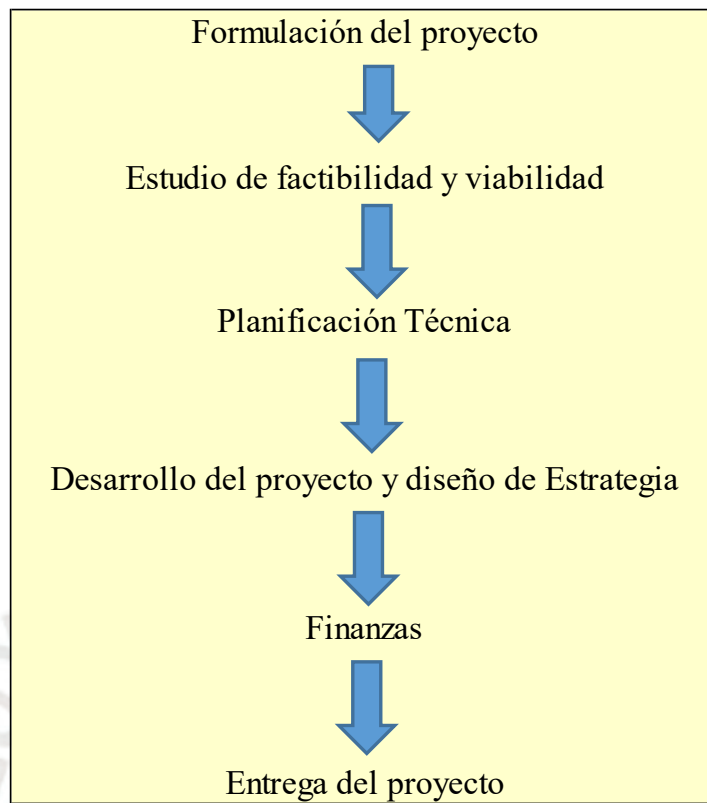 Formulación del proyecto
Estudio de factibilidad y viabilidad
Planificación Técnica
Desarrollo del proyecto y diseño de Estrategia
Finanzas
Entrega del proyecto